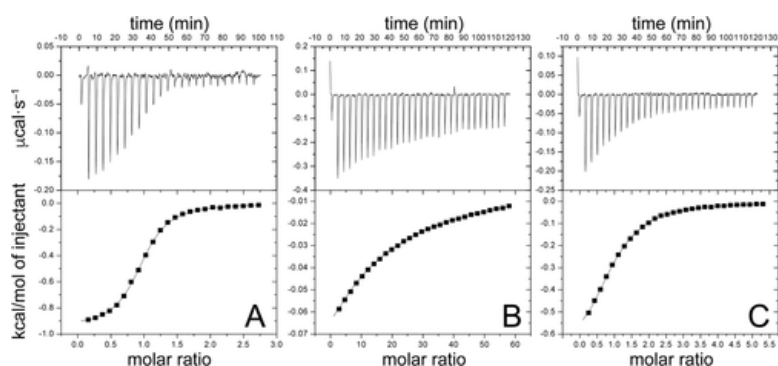 time (min) time (min) time (min)
-10 0 10 20 30 40 50 60 70 80 90 100 110 -10 0 10 20 30 40 50 60 70 80 90 100 110 120 130 -10 0 10 20 30 40 50 60 70 80 90 100 110 120 130
0.05 0.00 -0.05 -0.10 -0.15 -0.20
µcal·s⁻¹
0.2 0.1 0.0 -0.1 -0.2 -0.3 -0.4
0.10 0.05 0.00 -0.05 -0.10 -0.15 -0.20 -0.25
0.0 -0.2 -0.4 -0.6 -0.8 -1.0
kcal/mol of injectant
-0.01 -0.02 -0.03 -0.04 -0.05 -0.06 -0.07
0.0 -0.1 -0.2 -0.3 -0.4 -0.5 -0.6
A B C
0.0 0.5 1.0 1.5 2.0 2.5 3.0 0 10 20 30 40 50 60 0.0 0.5 1.0 1.5 2.0 2.5 3.0 3.5 4.0 4.5 5.0 5.5
molar ratio molar ratio molar ratio